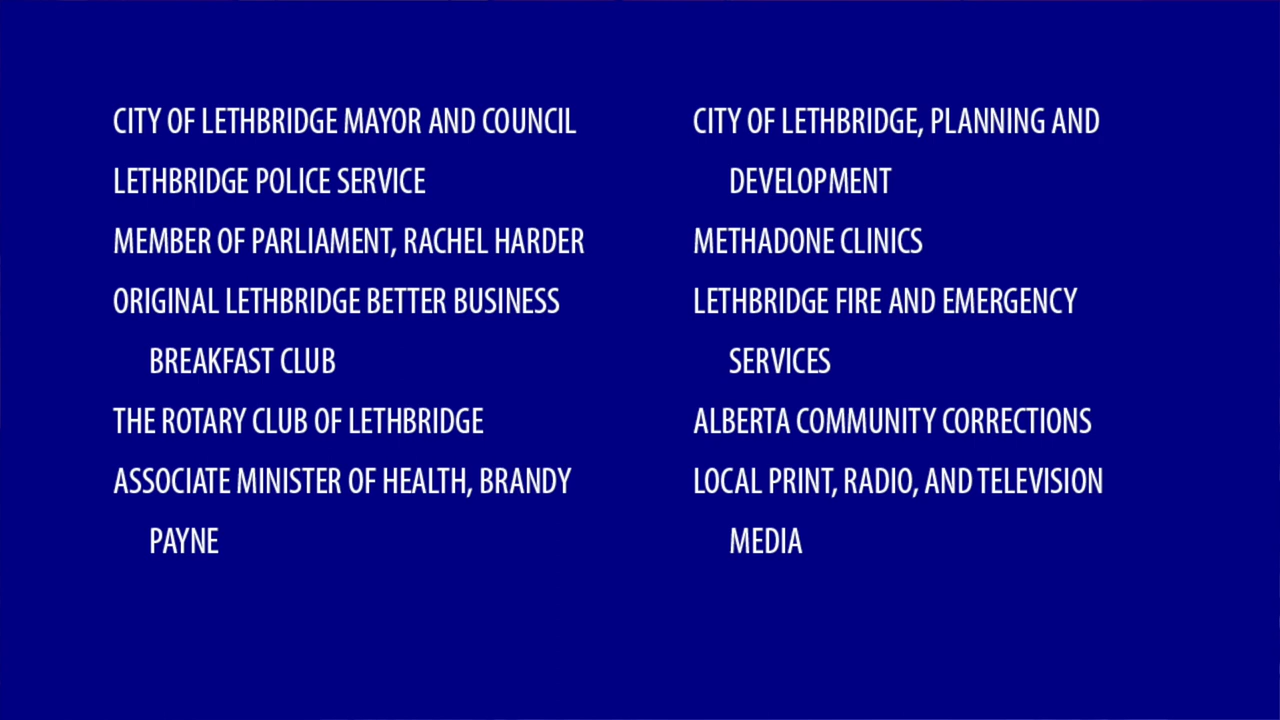 CITY OF LETHBRIDGE MAYOR AND COUNCIL
LETHBRIDGE POLICE SERVICE
MEMBER OF PARLIAMENT, RACHEL HARDER
ORIGINAL LETHBRIDGE BETTER BUSINESS
BREAKFAST CLUB
THE ROTARY CLUB OF LETHBRIDGE
ASSOCIATE MINISTER OF HEALTH, BRANDY
PAYNE
CITY OF LETHBRIDGE, PLANNING AND
DEVELOPMENT
METHADONE CLINICS
LETHBRIDGE FIRE AND EMERGENCY
SERVICES
ALBERTA COMMUNITY CORRECTIONS
LOCAL PRINT, RADIO, AND TELEVISION
MEDIA